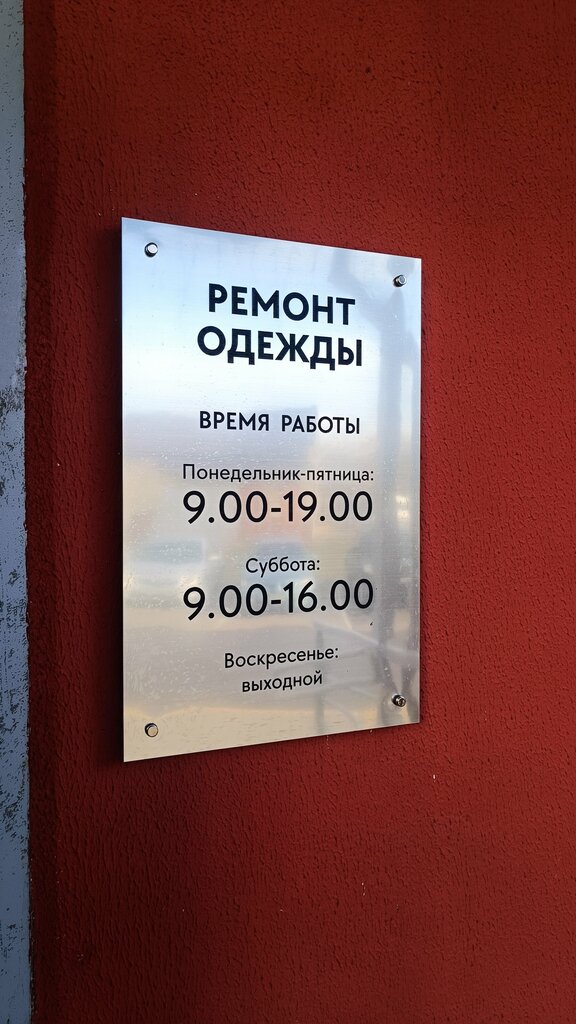 РЕМОНТ
ОДЕЖДЫ
ВРЕМЯ РАБОТЫ
Понедельник-пятница:
9.00-19.00
Суббота:
9.00-16.00
Воскресенье:
выходной